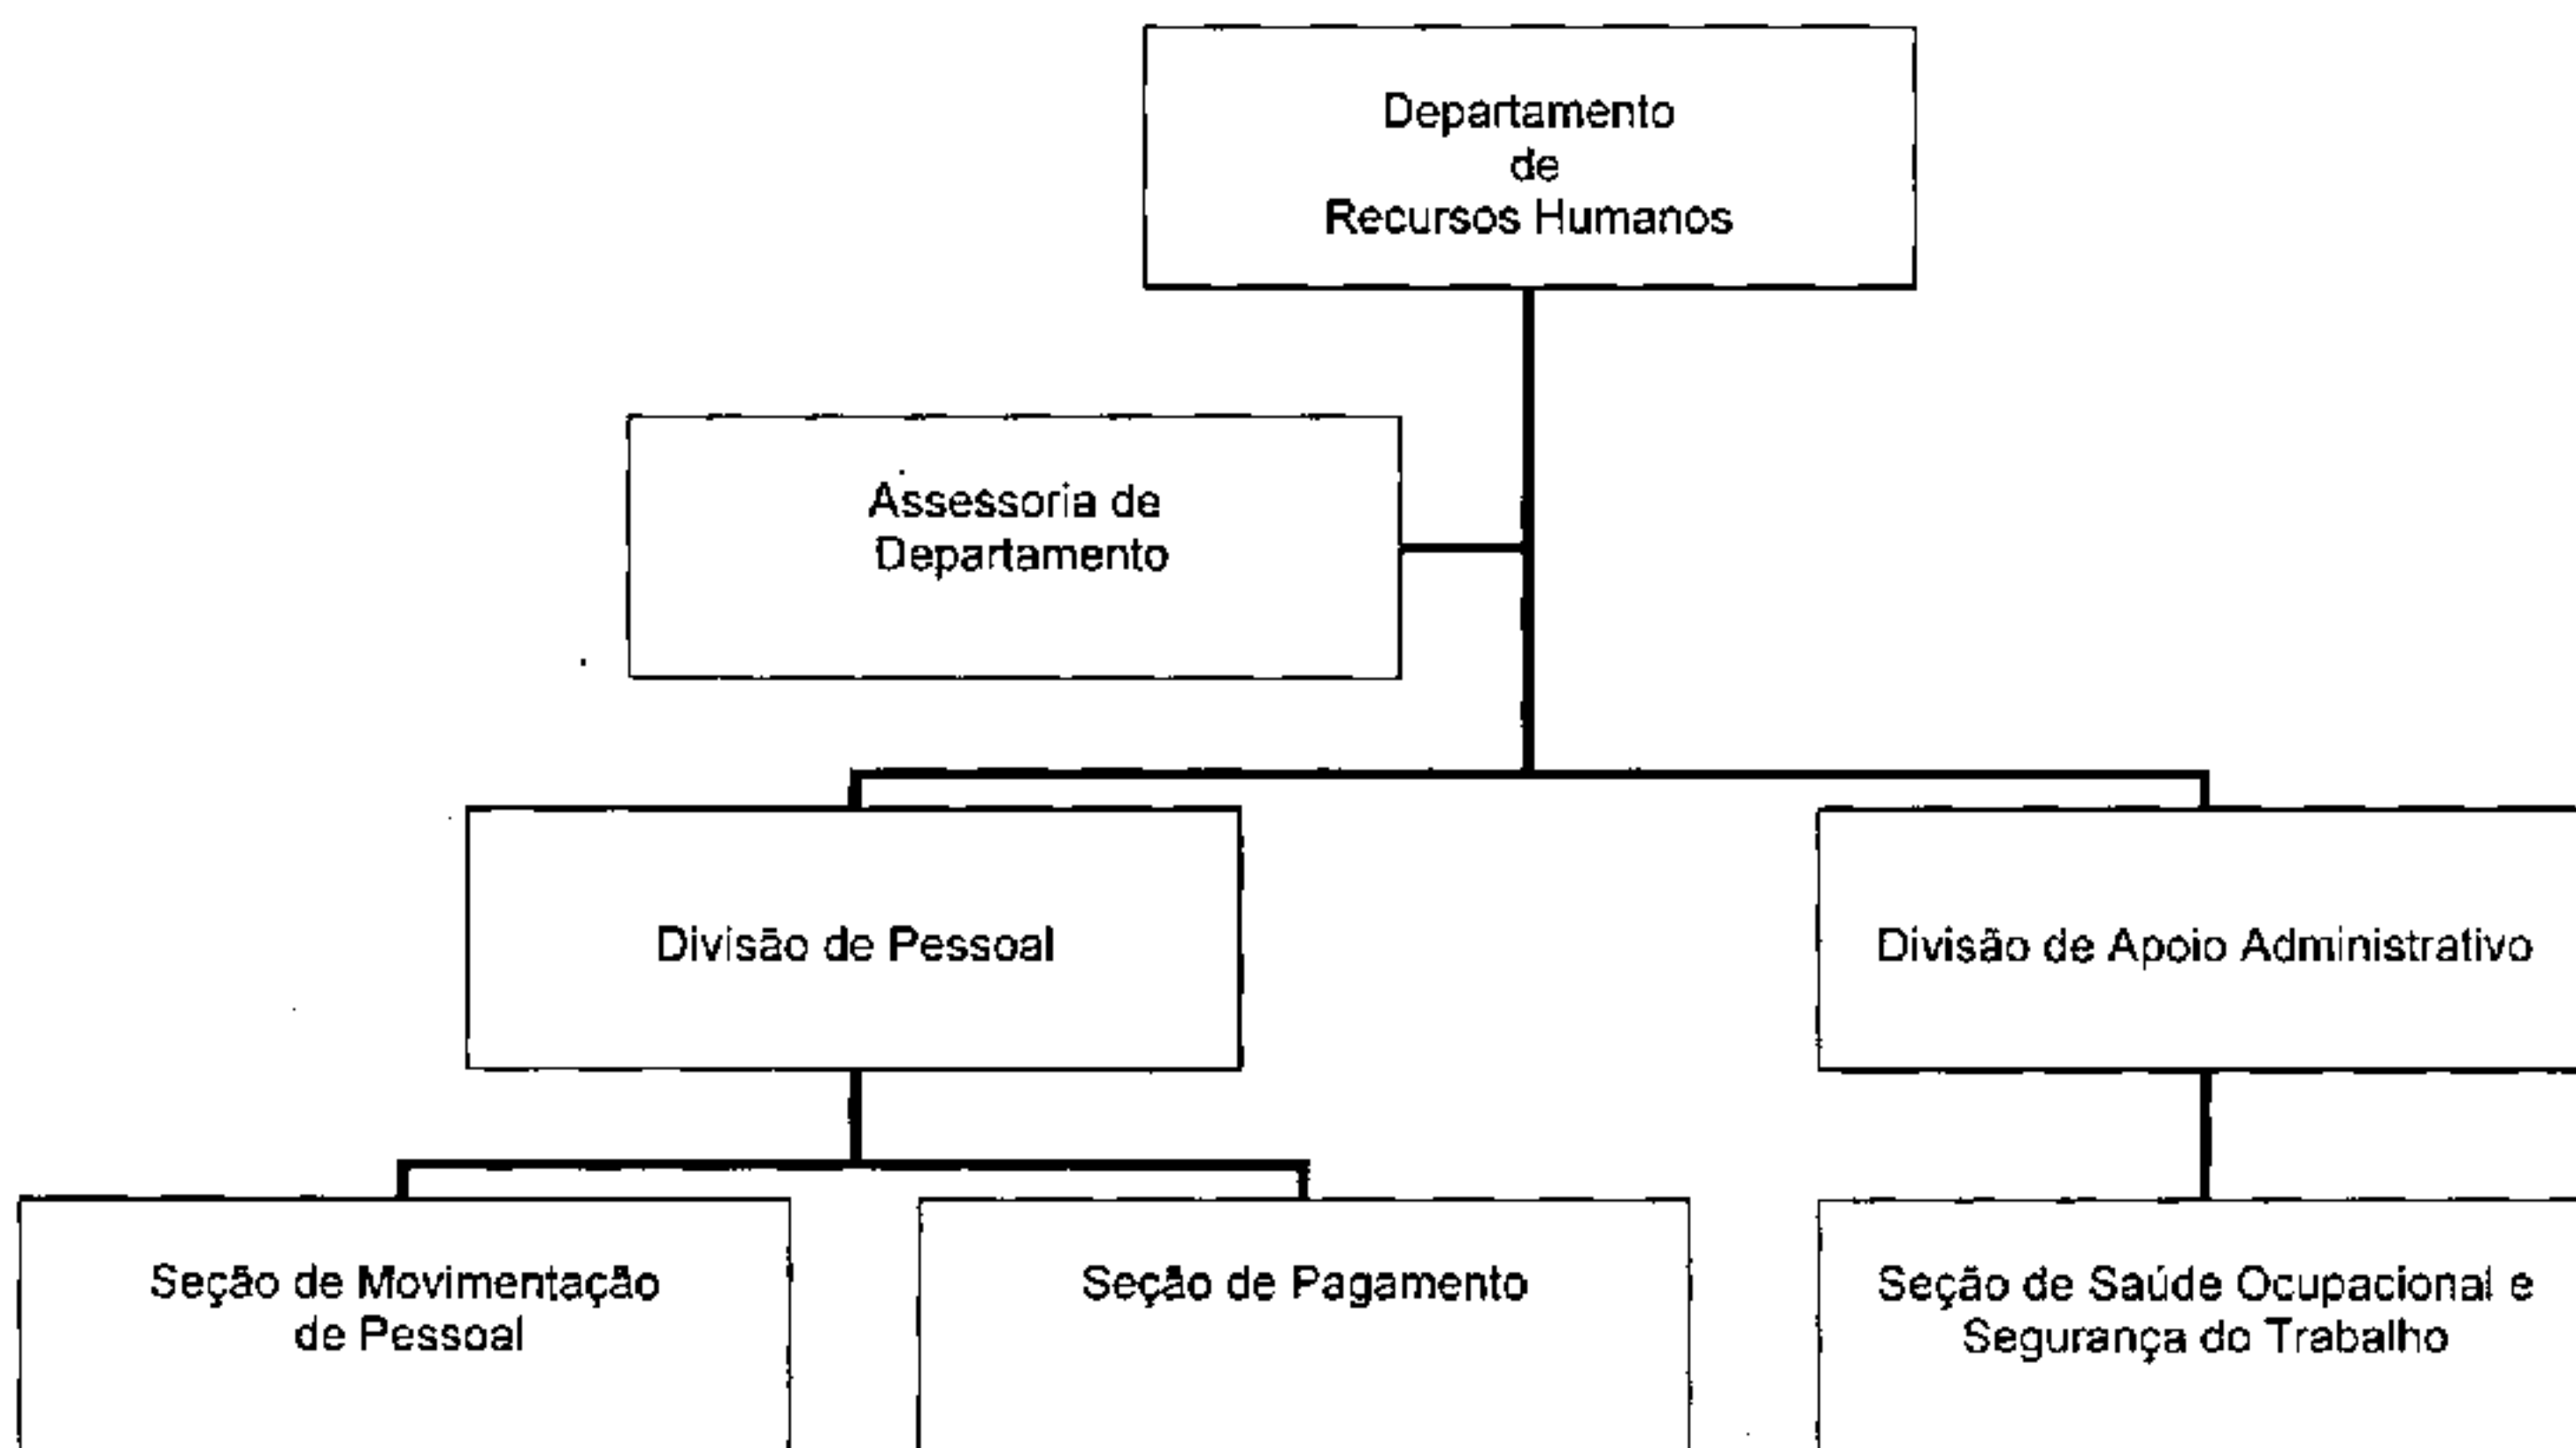 Departamento
de
Recursos Humanos
Assessoria de
Departamento
Divisão de Pessoal
Divisão de Apoio Administrativo
Seção de Movimentação
de Pessoal
Seção de Pagamento
Seção de Saúde Ocupacional e
Segurança do Trabalho